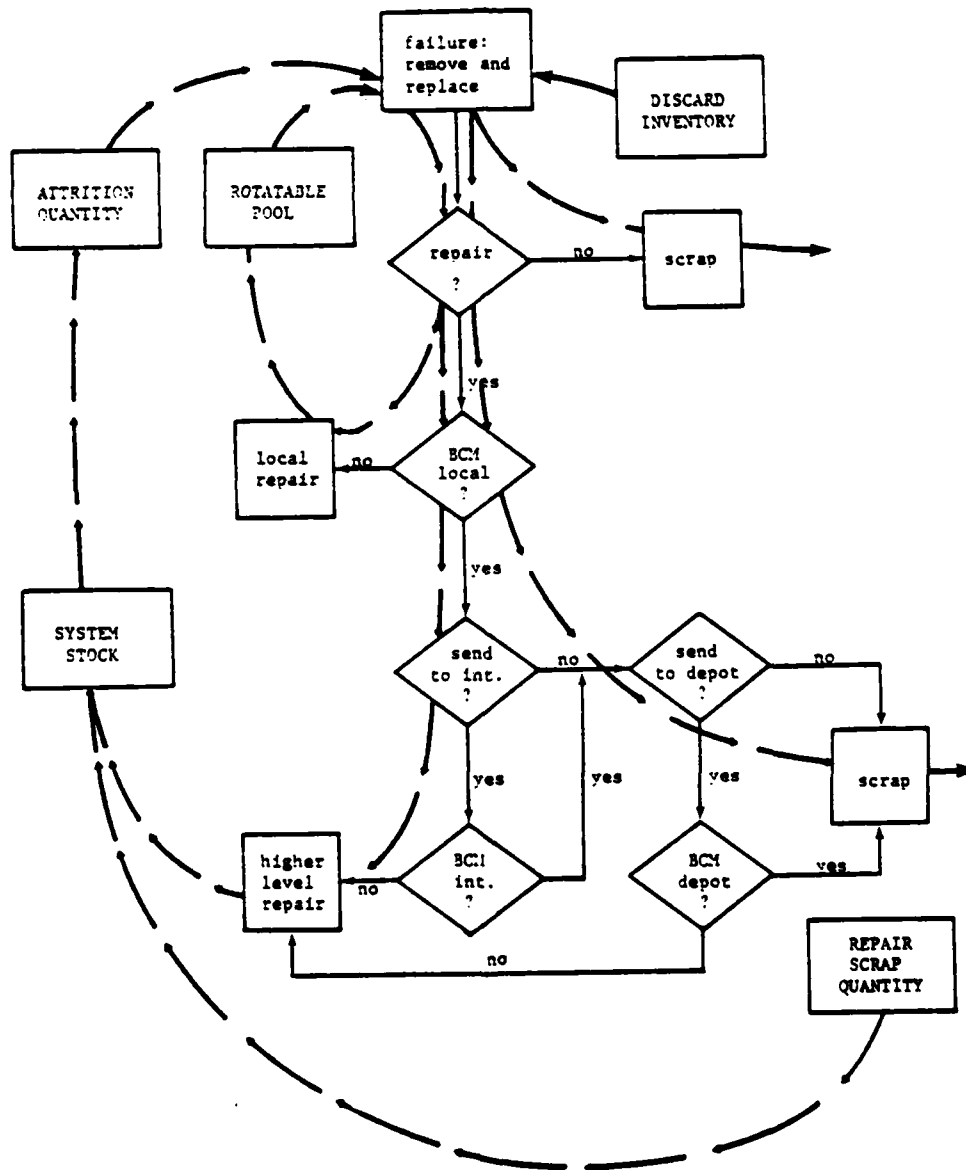 failure:
remove and
replace
DISCARD
INVENTORY
ATTRITION
QUANTITY
ROTATABLE
POOL
repair
?
no
scrap
yes
local
repair
no
BCM
local
?
yes
SYSTEM
STOCK
send
to int.
?
no
send
to depot
?
no
yes
yes
yes
scrap
higher
level
repair
no
BCM
int.
?
BCM
depot
?
yes
no
REPAIR
SCRAP
QUANTITY